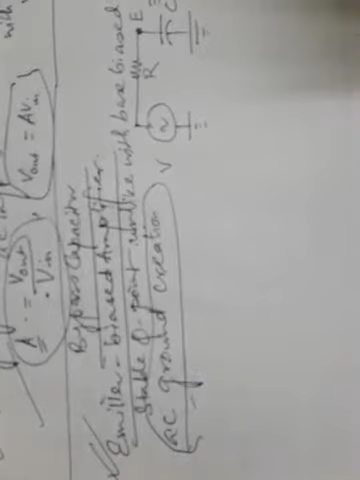 A = Vout / Vin , Vout = AVin
Bypass Capacitor
Emitter-biased Amplifier.
Stable Q-point unlike with base biased
ac ground creation
E
R
V